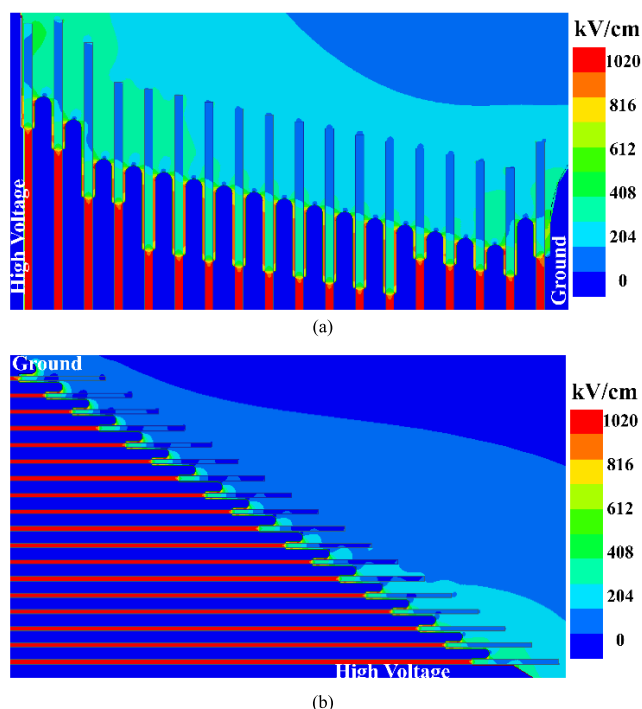 kV/cm
1020
816
612
408
204
0
High Voltage
Ground
(a)
Ground
kV/cm
1020
816
612
408
204
0
High Voltage
(b)